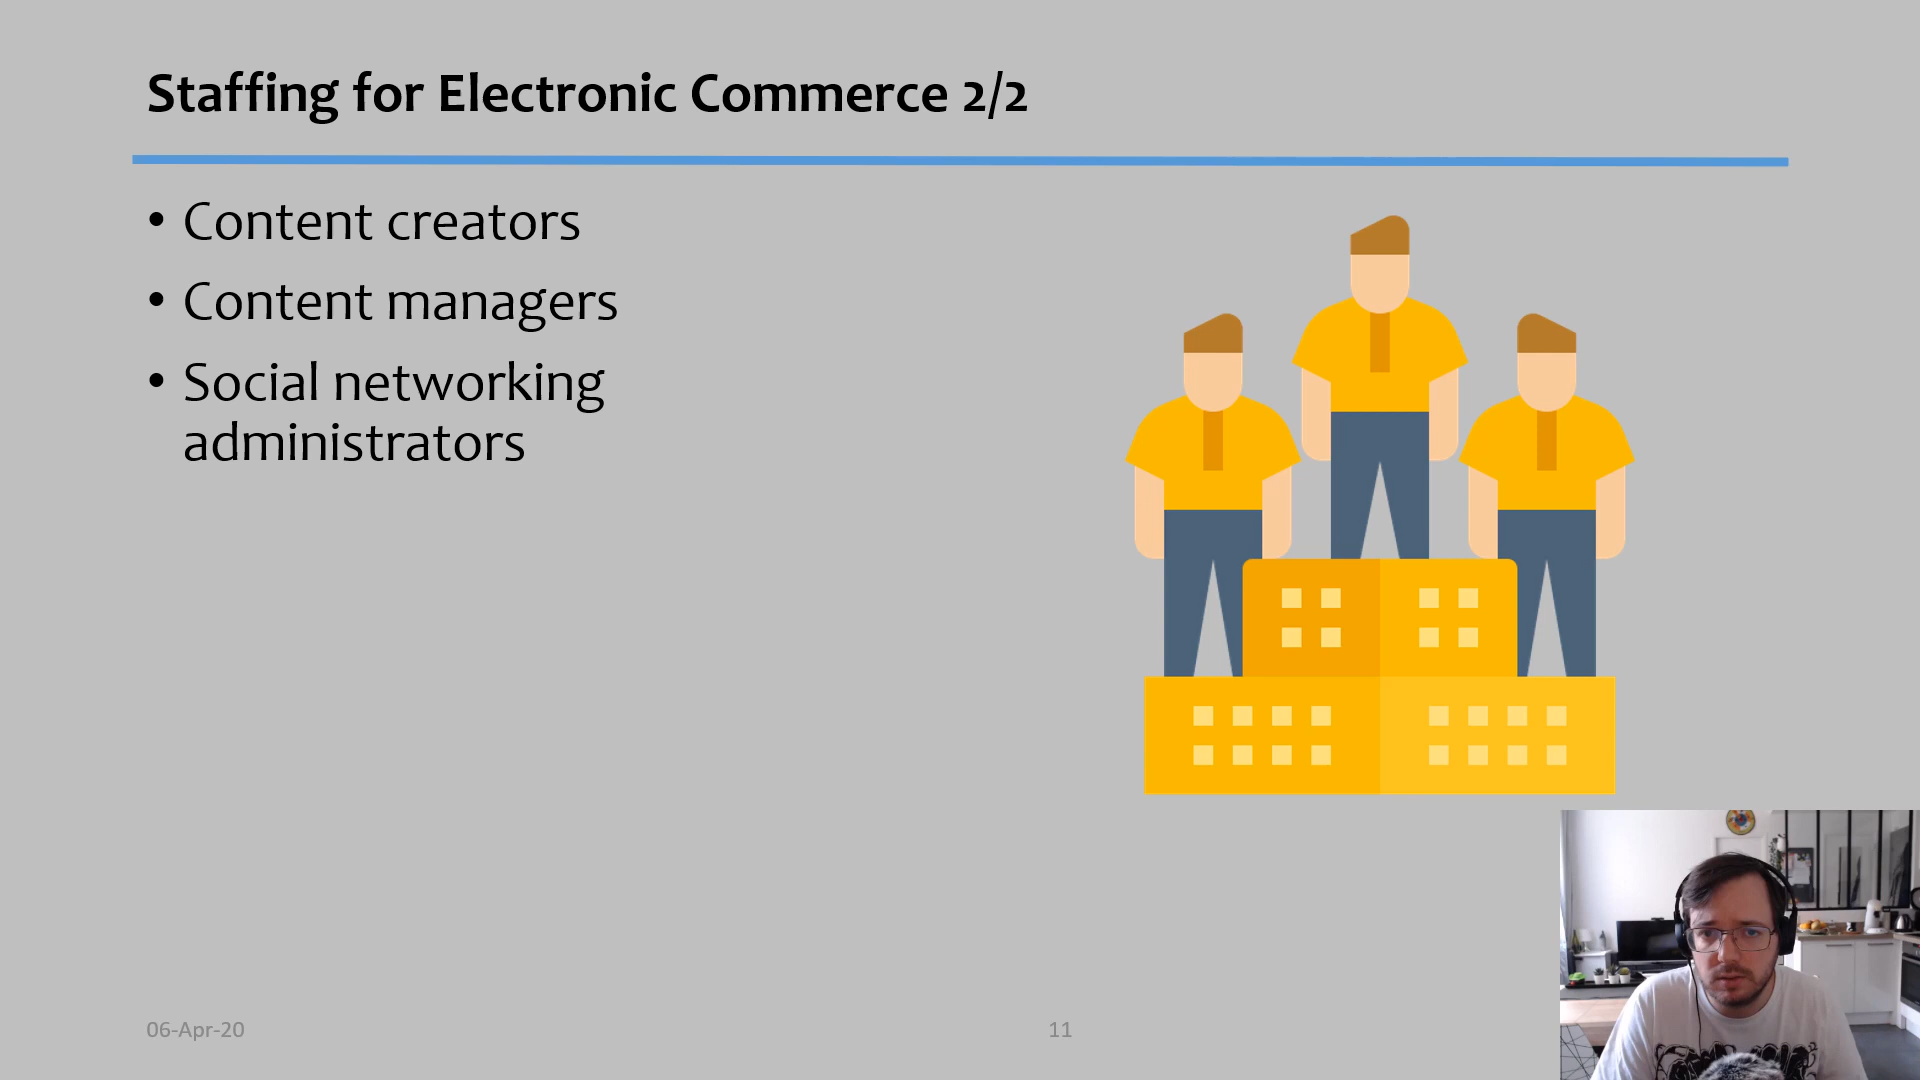 Staffing for Electronic Commerce 2/2
• Content creators
• Content managers
• Social networking
administrators
06-Apr-20
11